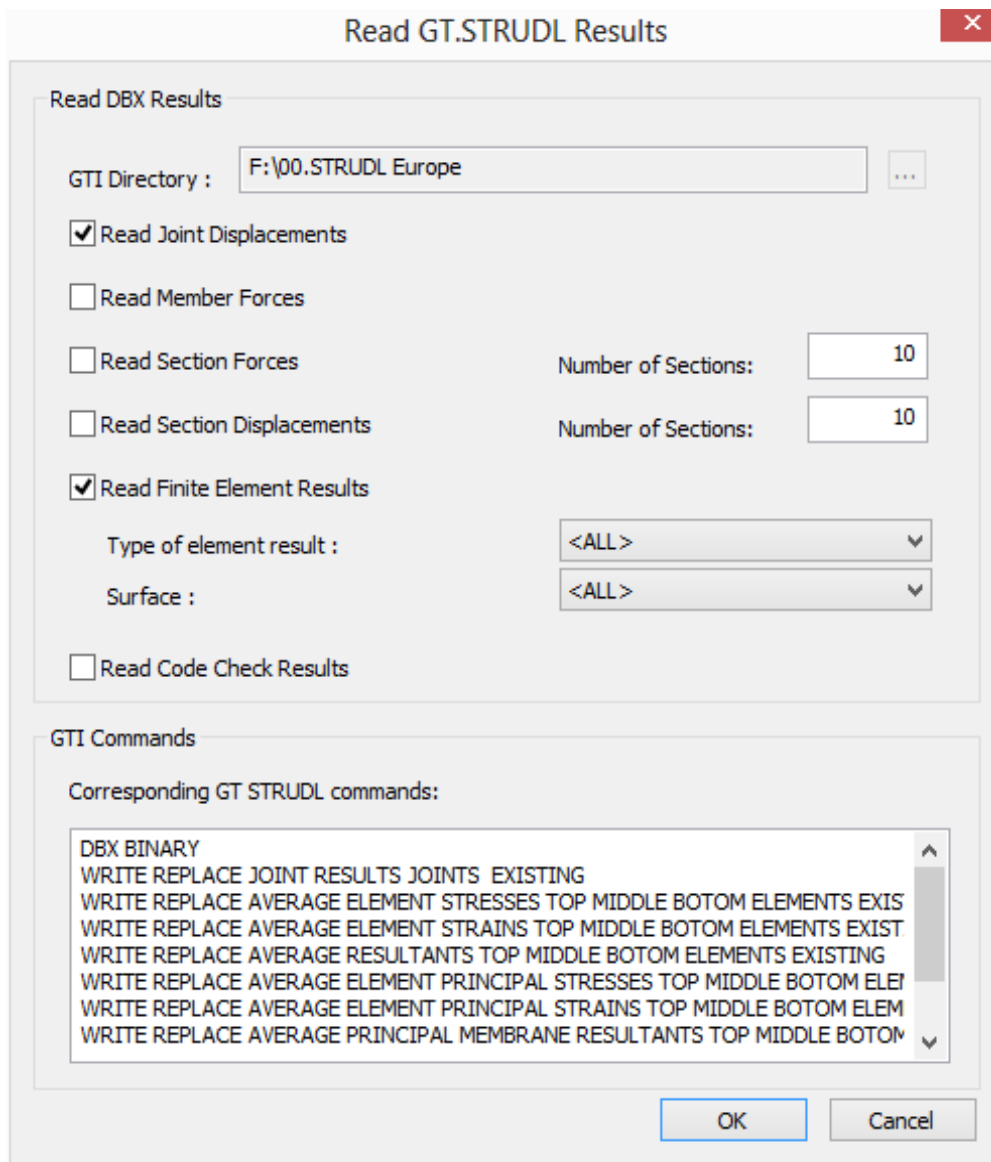 Read GT.STRUDL Results
Read DBX Results
GTI Directory : F:\00.STRUDL Europe ...
Read Joint Displacements
Read Member Forces
Read Section Forces Number of Sections: 10
Read Section Displacements Number of Sections: 10
Read Finite Element Results
Type of element result : <ALL>
Surface : <ALL>
Read Code Check Results
GTI Commands
Corresponding GT STRUDL commands:
DBX BINARY
WRITE REPLACE JOINT RESULTS JOINTS EXISTING
WRITE REPLACE AVERAGE ELEMENT STRESSES TOP MIDDLE BOTOM ELEMENTS EXIS
WRITE REPLACE AVERAGE ELEMENT STRAINS TOP MIDDLE BOTOM ELEMENTS EXIST
WRITE REPLACE AVERAGE RESULTANTS TOP MIDDLE BOTOM ELEMENTS EXISTING
WRITE REPLACE AVERAGE ELEMENT PRINCIPAL STRESSES TOP MIDDLE BOTOM ELEM
WRITE REPLACE AVERAGE ELEMENT PRINCIPAL STRAINS TOP MIDDLE BOTOM ELEM
WRITE REPLACE AVERAGE PRINCIPAL MEMBRANE RESULTANTS TOP MIDDLE BOTOM
OK Cancel